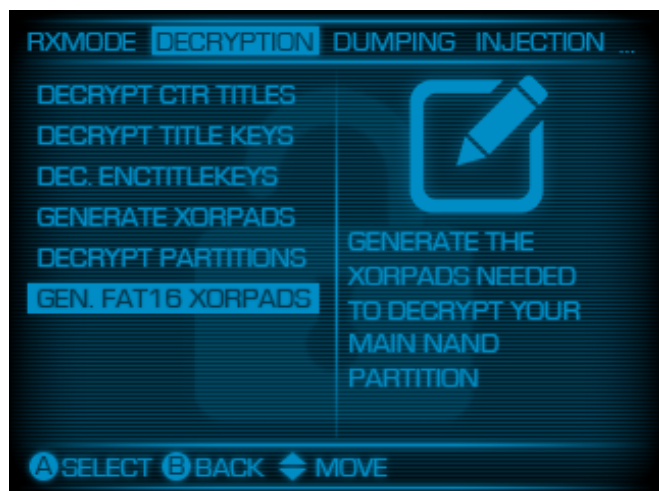 RXMODE DECRYPTION DUMPING INJECTION ...
DECRYPT CTR TITLES
DECRYPT TITLE KEYS
DEC. ENCTITLEKEYS
GENERATE XORPADS
DECRYPT PARTITIONS
GEN. FAT16 XORPADS
GENERATE THE
XORPADS NEEDED
TO DECRYPT YOUR
MAIN NAND
PARTITION
A SELECT B BACK MOVE